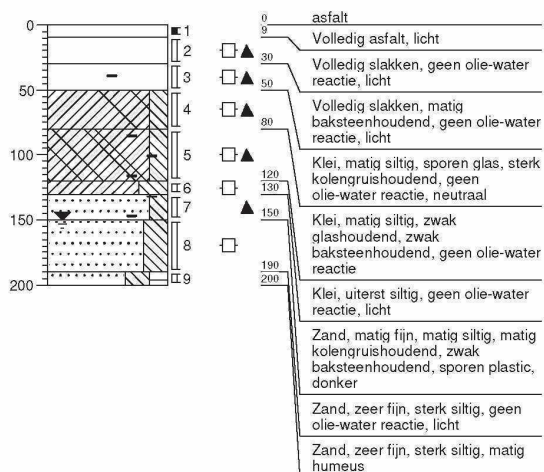 0
50
100
150
200
1
2
3
4
5
6
7
8
9
0
9
30
50
80
120
130
150
190
200
asfalt
Volledig asfalt, licht
Volledig slakken, geen olie-water
reactie, licht
Volledig slakken, matig
baksteenhoudend, geen olie-water
reactie, licht
Klei, matig siltig, sporen glas, sterk
kolengruishoudend, geen
olie-water reactie, neutraal
Klei, matig siltig, zwak
glashoudend, zwak
baksteenhoudend, geen olie-water
reactie
Klei, uiterst siltig, geen olie-water
reactie, licht
Zand, matig fijn, matig siltig, matig
kolengruishoudend, zwak
baksteenhoudend, sporen plastic,
donker
Zand, zeer fijn, sterk siltig, geen
olie-water reactie, licht
Zand, zeer fijn, sterk siltig, matig
humeus